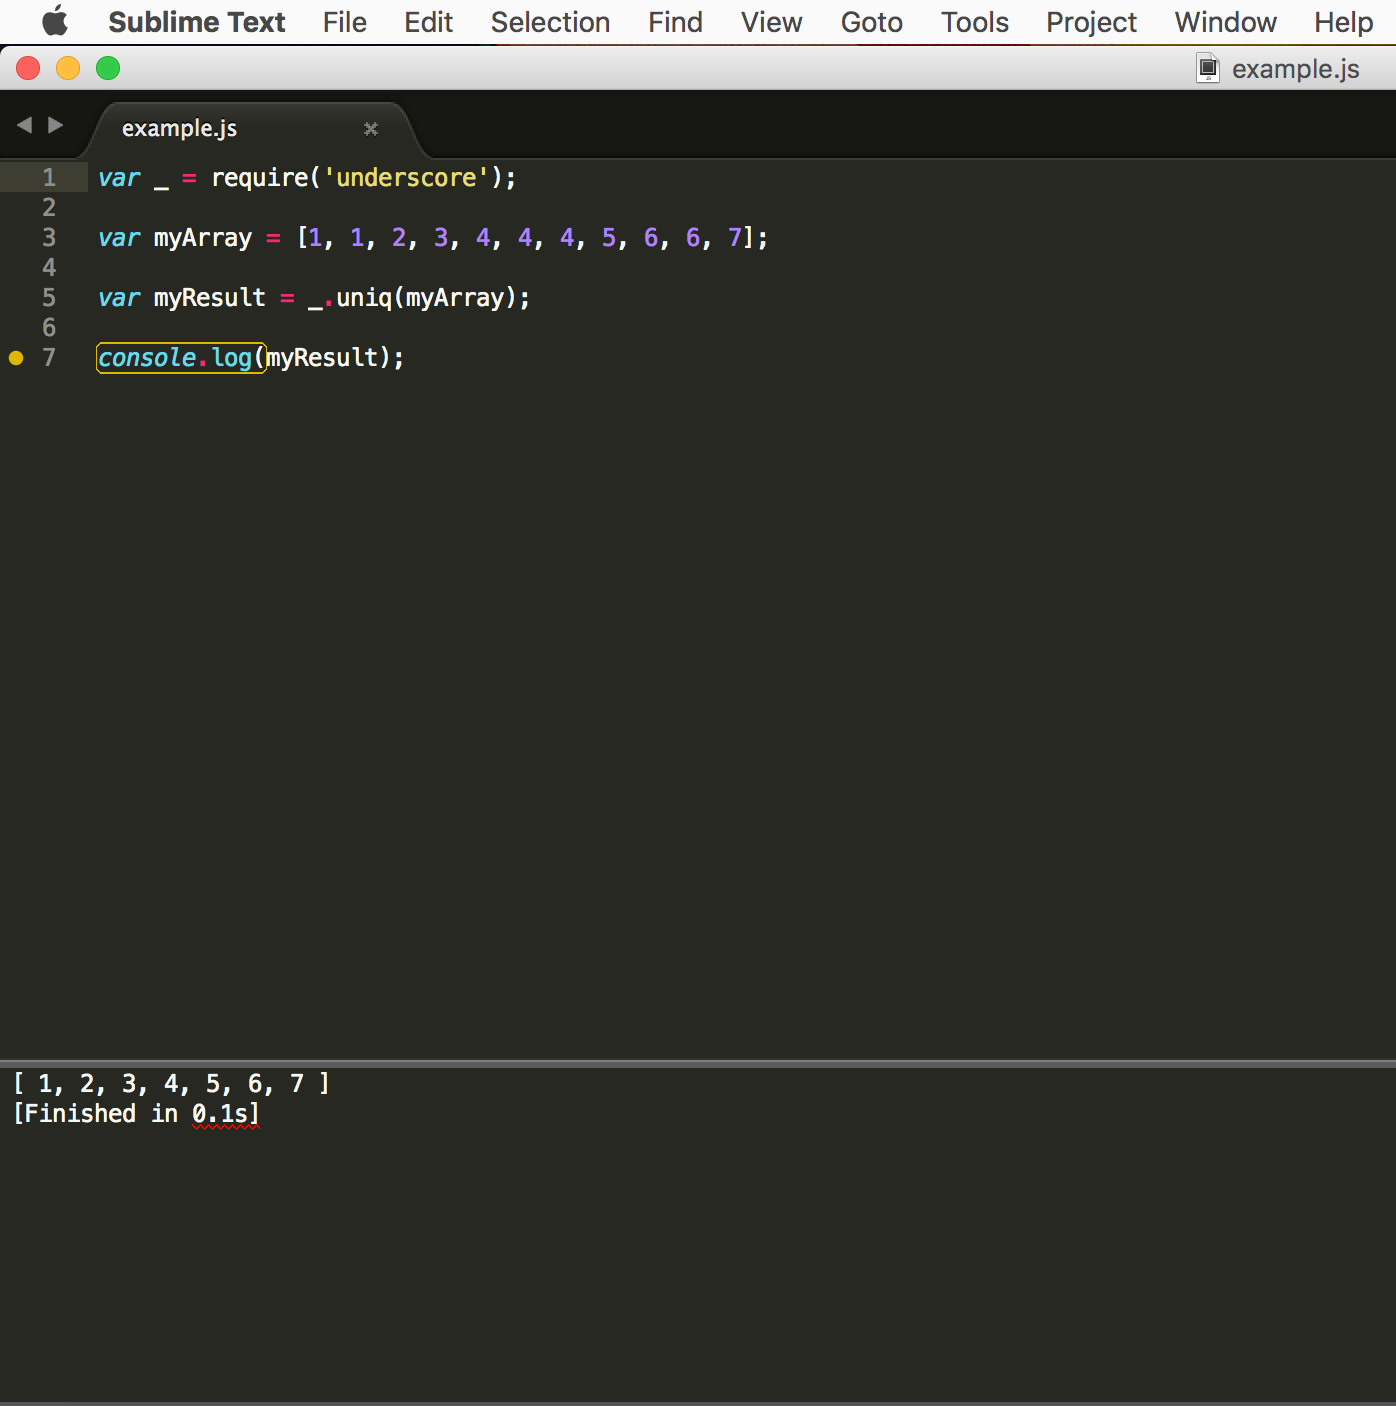 Sublime Text File Edit Selection Find View Goto Tools Project Window Help
example.js
example.js
1 var _ = require('underscore');
2
3 var myArray = [1, 1, 2, 3, 4, 4, 4, 5, 6, 6, 7];
4
5 var myResult = _.uniq(myArray);
6
7 console.log(myResult);
[ 1, 2, 3, 4, 5, 6, 7 ]
[Finished in 0.1s]